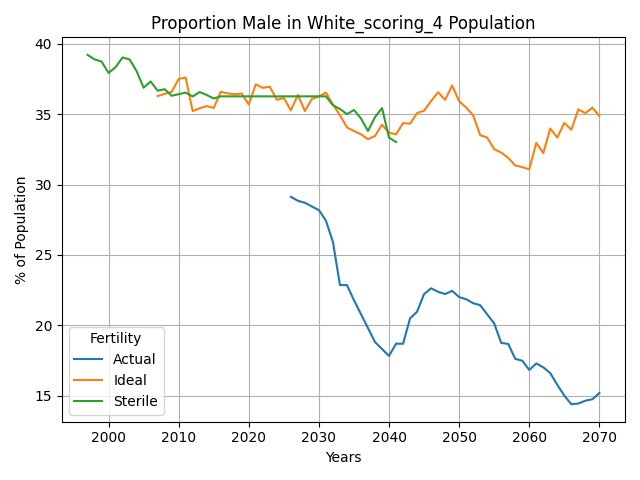 Proportion Male in White_scoring_4 Population
% of Population
40
35
30
25
20
15
Fertility
Actual
Ideal
Sterile
2000 2010 2020 2030 2040 2050 2060 2070
Years